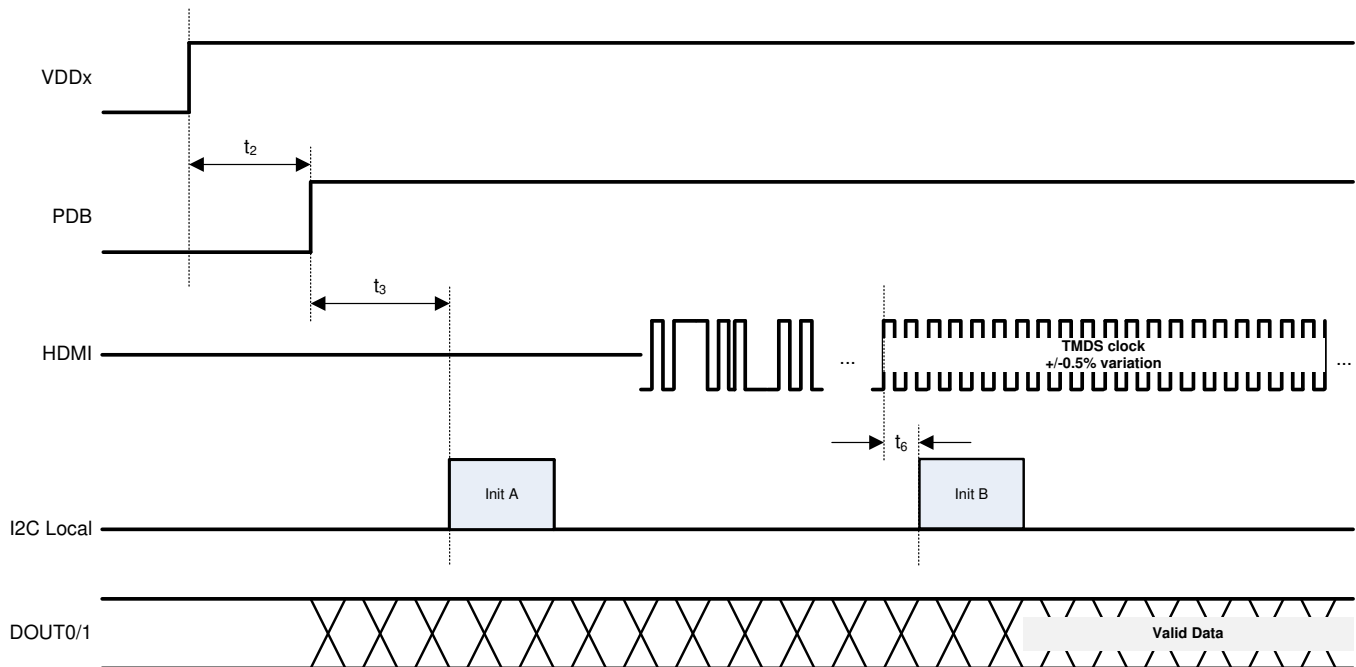 VDDx
t2
PDB
t3
HDMI
...
TMDS clock
+/-0.5% variation
...
t6
Init A
Init B
I2C Local
DOUT0/1
Valid Data